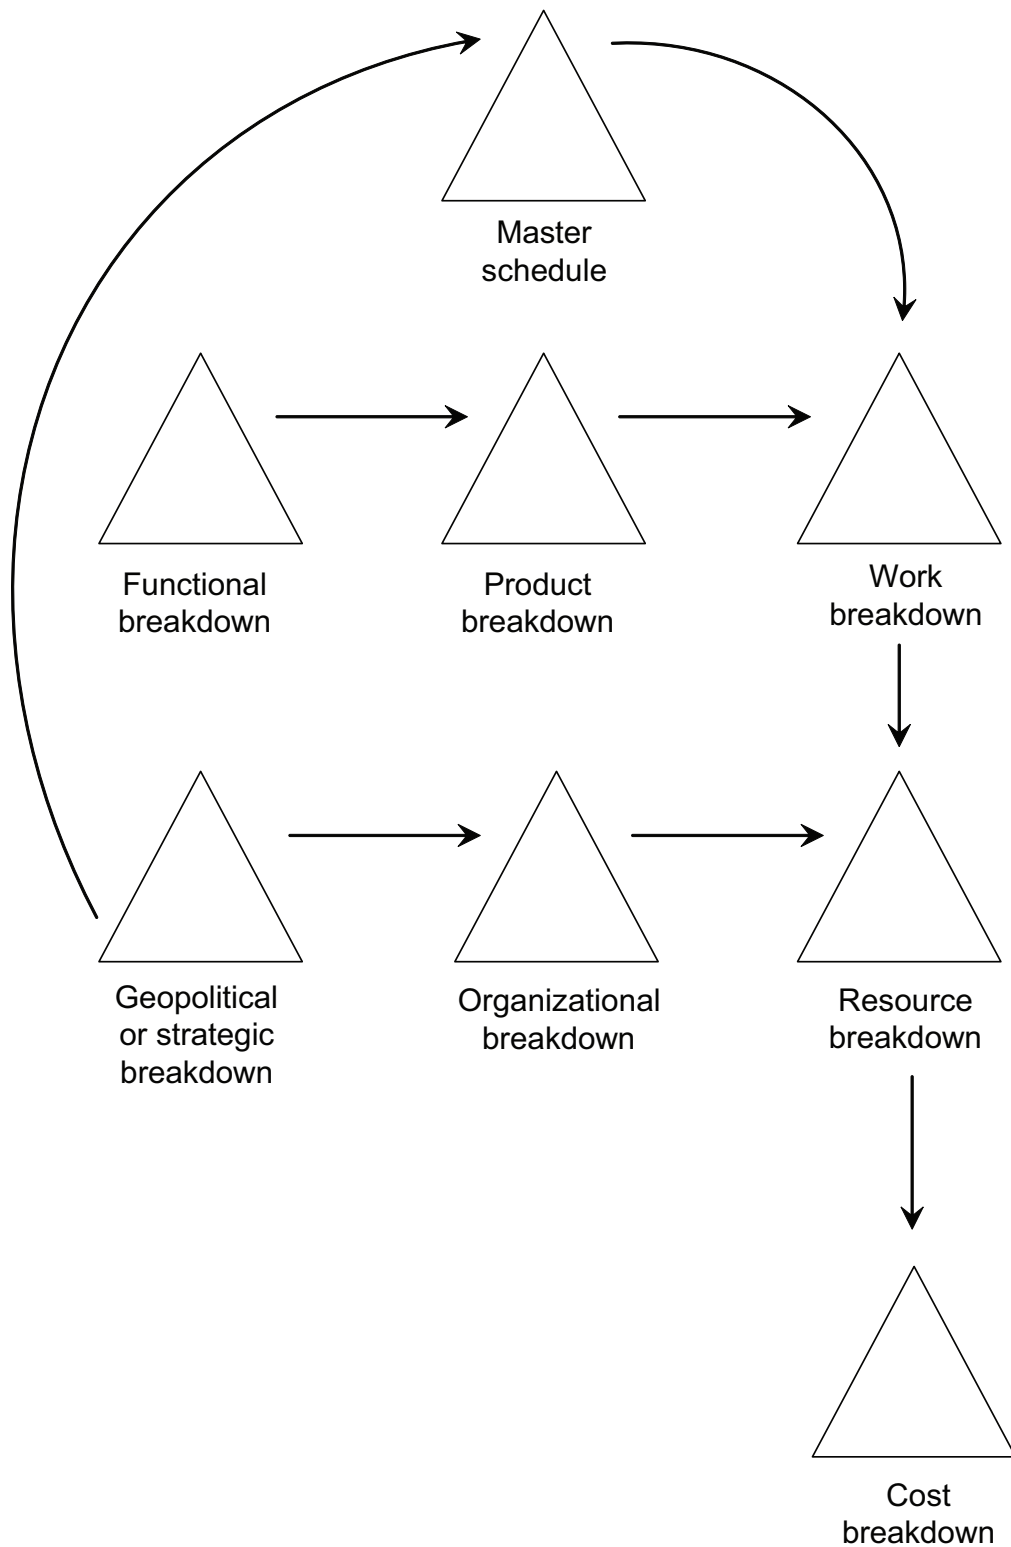 Master
schedule
Functional
breakdown
Product
breakdown
Work
breakdown
Geopolitical
or strategic
breakdown
Organizational
breakdown
Resource
breakdown
Cost
breakdown